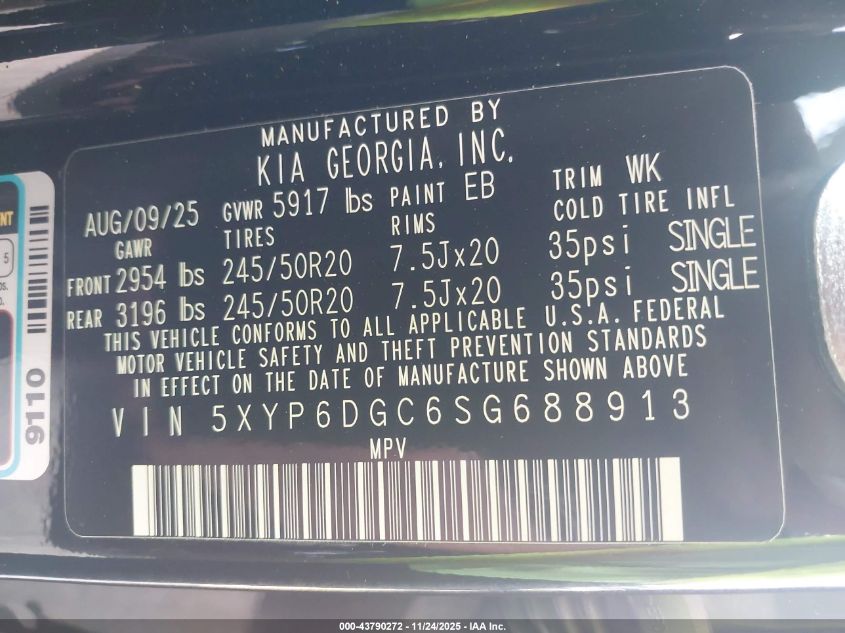 MANUFACTURED BY
KIA GEORGIA, INC.
AUG/09/25 GVWR 5917 lbs PAINT EB TRIM WK
GAWR TIRES RIMS COLD TIRE INFL
FRONT 2954 lbs 245/50R20 7.5Jx20 35psi SINGLE
REAR 3196 lbs 245/50R20 7.5Jx20 35psi SINGLE
THIS VEHICLE CONFORMS TO ALL APPLICABLE U.S.A. FEDERAL
MOTOR VEHICLE SAFETY AND THEFT PREVENTION STANDARDS
IN EFFECT ON THE DATE OF MANUFACTURE SHOWN ABOVE
VIN 5XYP6DGC6SG688913
MPV
9110
5
000-43790272 - 11/24/2025 - IAA Inc.